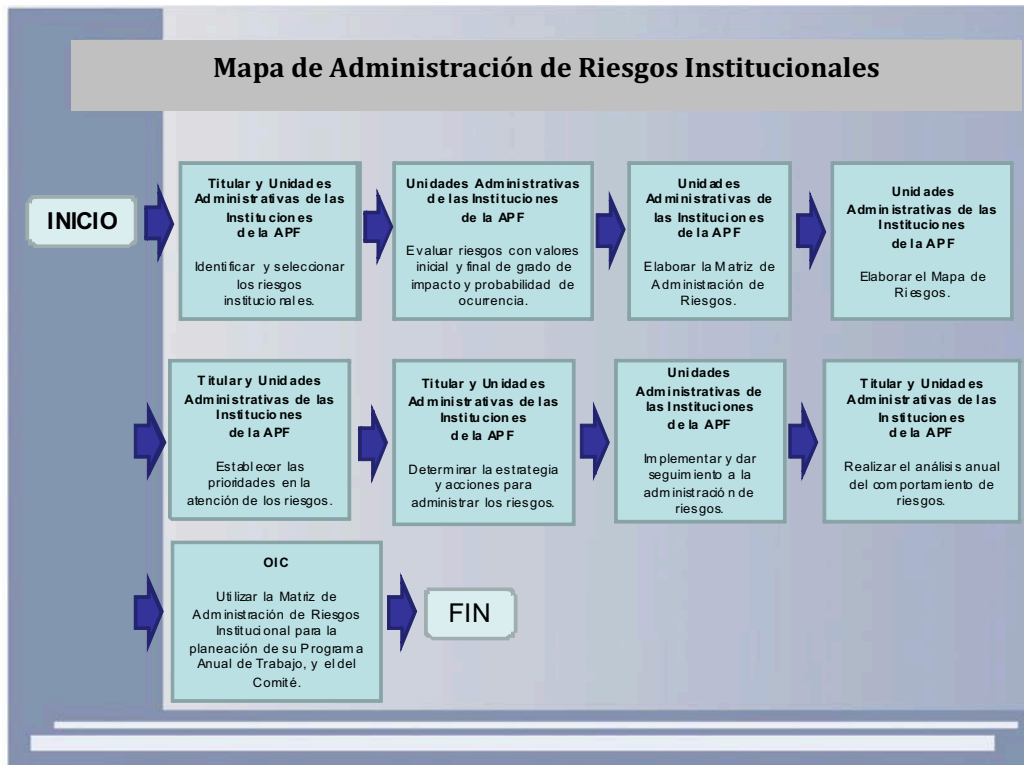 Mapa de Administración de Riesgos Institucionales
INICIO
Titular y Unidades
Administrativas de las
Instituciones
de la APF
Identificar y seleccionar
los riesgos
institucionales.
Unidades Administrativas
de las Instituciones
de la APF
Evaluar riesgos con valores
inicial y final de grado de
impacto y probabilidad de
ocurrencia.
Unidades
Administrativas de
las Instituciones
de la APF
Elaborar la Matriz de
Administración de
Riesgos.
Unidades
Administrativas de las
Instituciones
de la APF
Elaborar el Mapa de
Riesgos.
Titular y Unidades
Administrativas de las
Instituciones
de la APF
Establecer las
prioridades en la
atención de los riesgos.
Titular y Unidades
Administrativas de las
Instituciones
de la APF
Determinar la estrategia
y acciones para
administrar los riesgos.
Unidades
Administrativas de
las Instituciones
de la APF
Implementar y dar
seguimiento a la
administración de
riesgos.
Titular y Unidades
Administrativas de las
Instituciones
de la APF
Realizar el análisis anual
del comportamiento de
riesgos.
OIC
Utilizar la Matriz de
Administración de Riesgos
Institucional para la
planeación de su Programa
Anual de Trabajo, y el del
Comité.
FIN